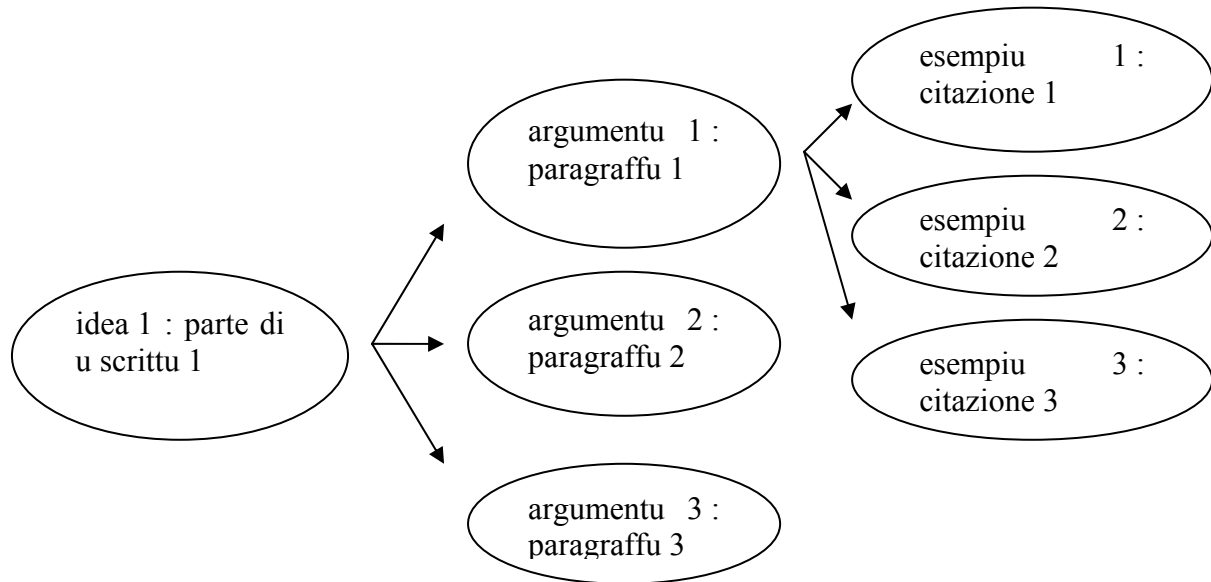 idea 1 : parte di
u scrittu 1
argumentu 1 :
paragraffu 1
argumentu 2 :
paragraffu 2
argumentu 3 :
paragraffu 3
esempiu 1 :
citazione 1
esempiu 2 :
citazione 2
esempiu 3 :
citazione 3